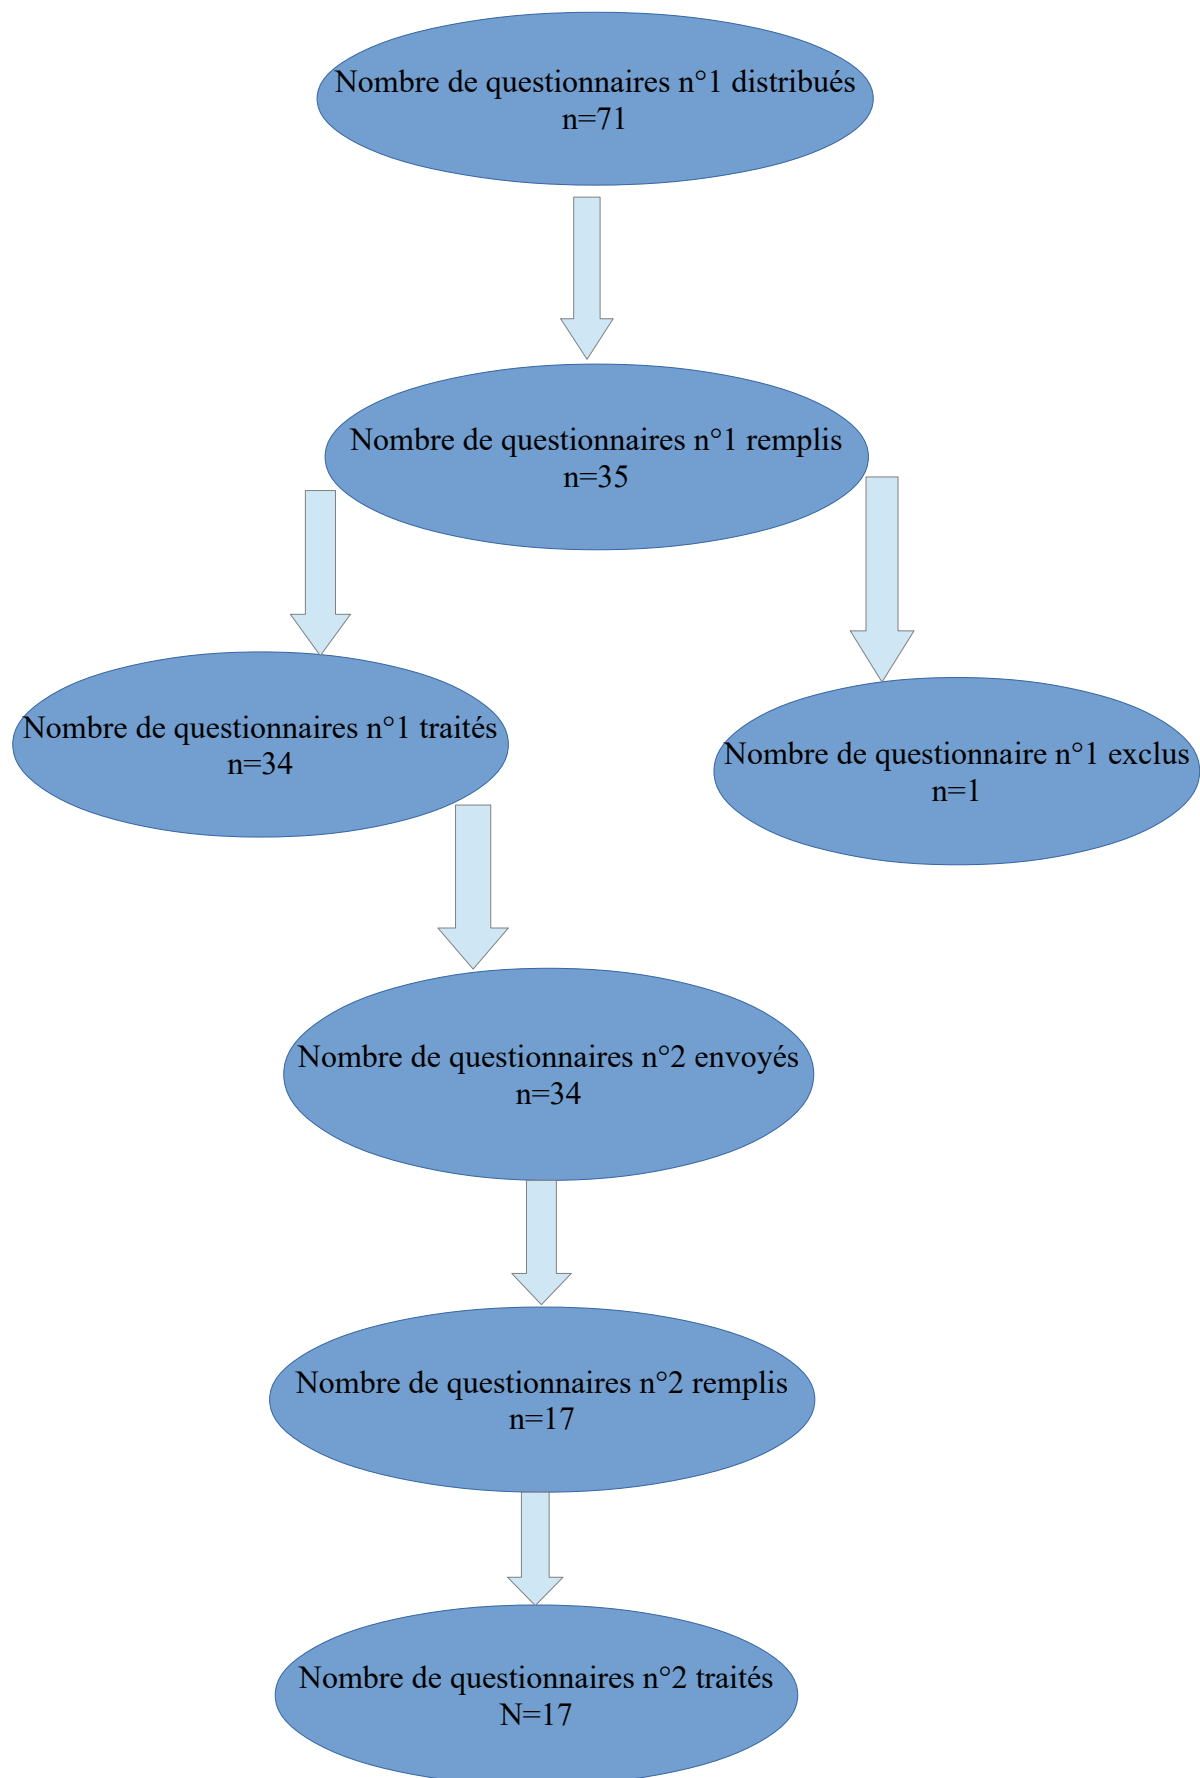 Nombre de questionnaires n°1 distribués
n=71
Nombre de questionnaires n°1 remplis
n=35
Nombre de questionnaires n°1 traités
n=34
Nombre de questionnaire n°1 exclus
n=1
Nombre de questionnaires n°2 envoyés
n=34
Nombre de questionnaires n°2 remplis
n=17
Nombre de questionnaires n°2 traités
N=17